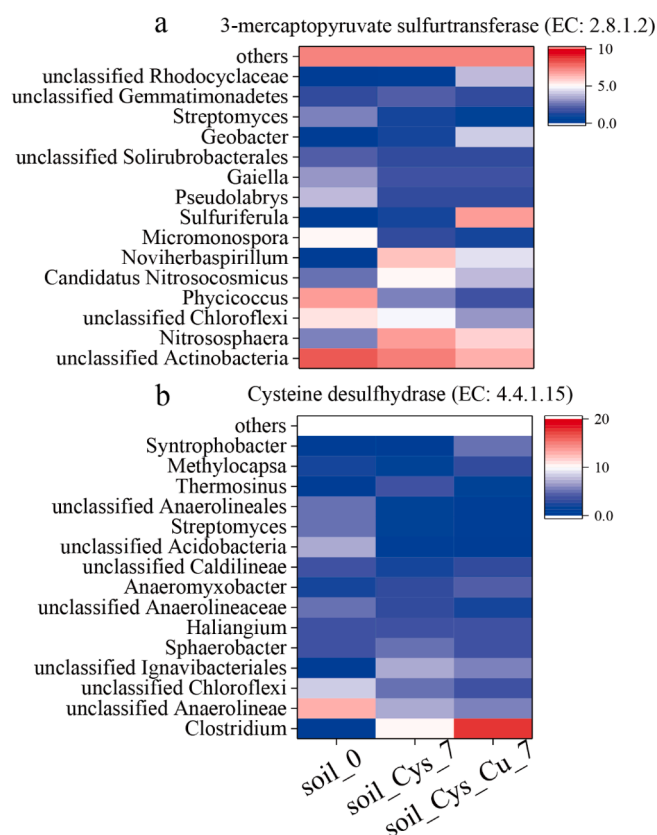 a
3-mercaptopyruvate sulfurtransferase (EC: 2.8.1.2)
others
unclassified Rhodocyclaceae
unclassified Gemmatimonadetes
Streptomyces
Geobacter
unclassified Solirubrobacterales
Gaiella
Pseudolabrys
Sulfuriferula
Micromonospora
Noviherbaspirillum
Candidatus Nitrosocosmicus
Phycicoccus
unclassified Chloroflexi
Nitrososphaera
unclassified Actinobacteria
10
5.0
0.0
b
Cysteine desulfhydrase (EC: 4.4.1.15)
others
Syntrophobacter
Methylocapsa
Thermosinus
unclassified Anaerolineales
Streptomyces
unclassified Acidobacteria
unclassified Caldilineae
Anaeromyxobacter
unclassified Anaerolineaceae
Haliangium
Sphaerobacter
unclassified Ignavibacteriales
unclassified Chloroflexi
unclassified Anaerolineae
Clostridium
20
10
0.0
soil_0
soil_Cys_7
soil_Cys_Cu_7